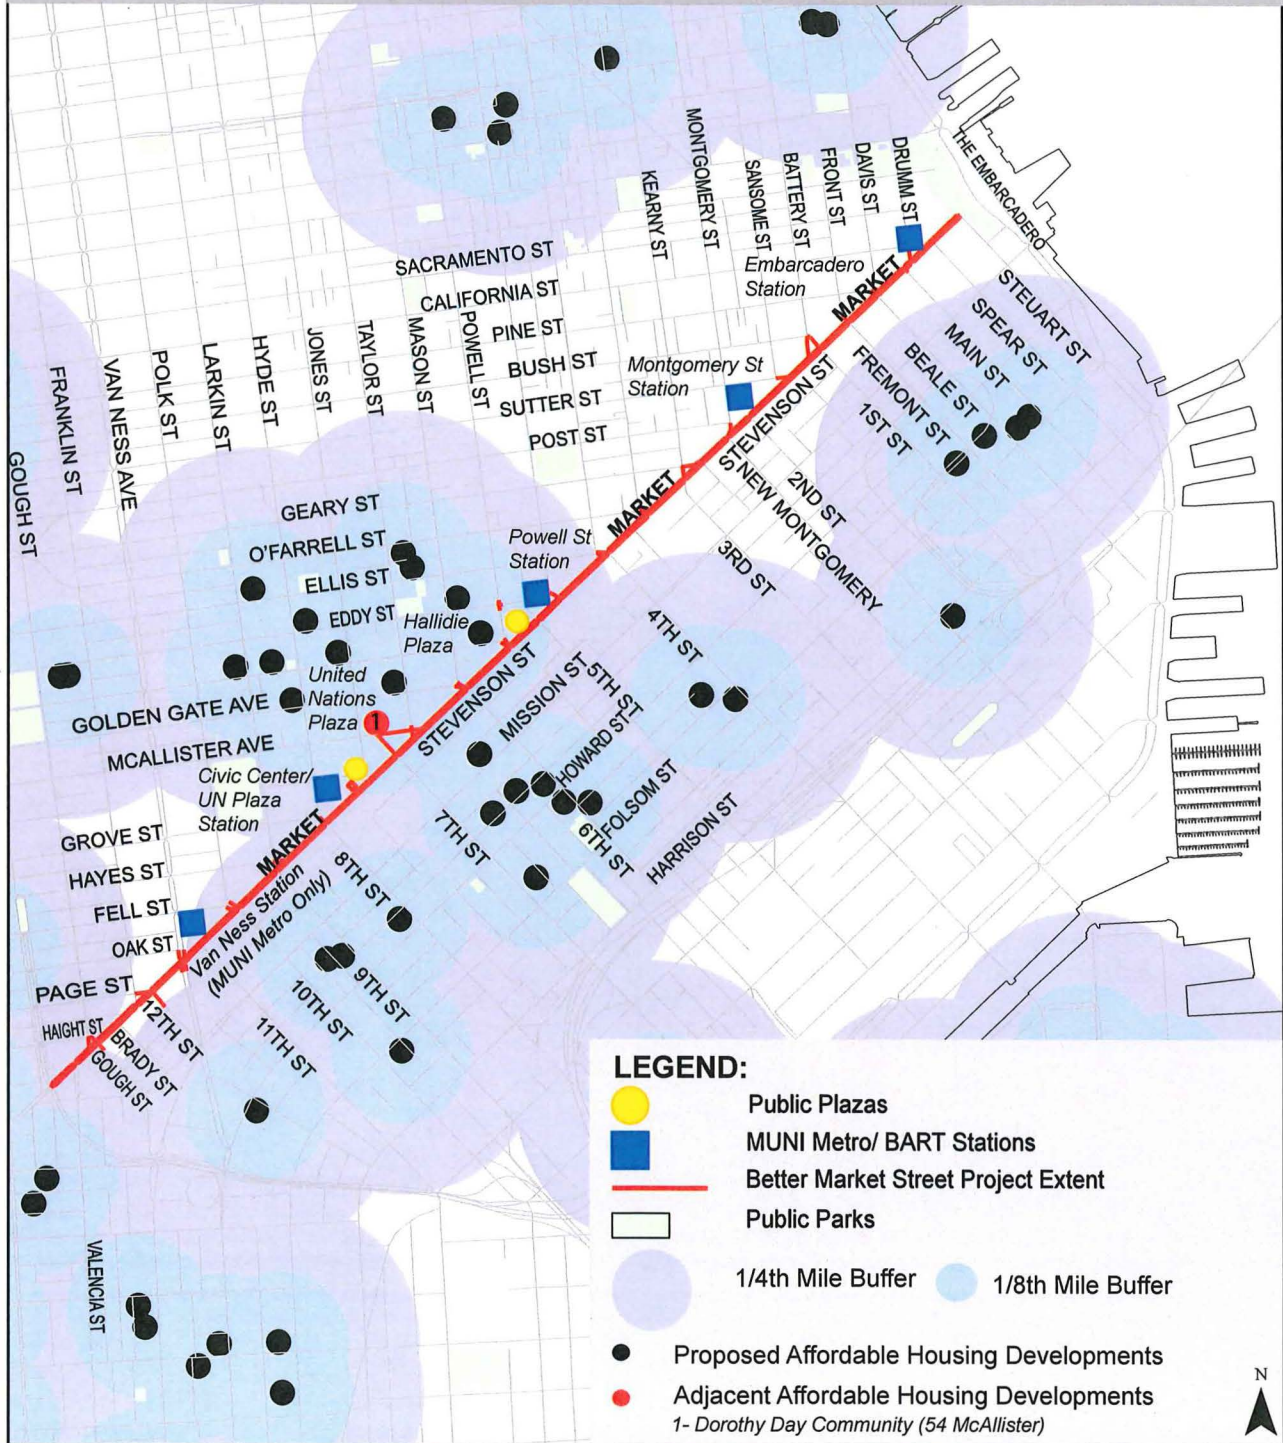 MONTGOMERY ST
KEARNY ST
SANSOME ST
BATTERY ST
FRONT ST
DAVIS ST
DRUMM ST
THE EMBARCADERO
SACRAMENTO ST
CALIFORNIA ST
PINE ST
BUSH ST
SUTTER ST
POST ST
Embarcadero
Station
MARKET
STEUART ST
SPEAR ST
MAIN ST
BEALE ST
FREMONT ST
1ST ST
Montgomery St
Station
STEVENSON ST
NEW MONTGOMERY
2ND ST
3RD ST
GOUGH ST
FRANKLIN ST
VAN NESS AVE
POLK ST
LARKIN ST
HYDE ST
JONES ST
TAYLOR ST
MASON ST
POWELL ST
GEARY ST
O'FARRELL ST
ELLIS ST
EDDY ST
Powell St
Station
MARKET
Hallidie
Plaza
United
Nations
Plaza
1
GOLDEN GATE AVE
MCALLISTER AVE
Civic Center/
UN Plaza
Station
STEVENSON ST
MISSION ST
4TH ST
5TH ST
HOWARD ST
FOLSOM ST
6TH ST
HARRISON ST
7TH ST
8TH ST
9TH ST
10TH ST
11TH ST
MARKET
Van Ness Station
(MUNI Metro Only)
GROVE ST
HAYES ST
FELL ST
OAK ST
PAGE ST
HAIGHT ST
12TH ST
BRADY ST
GOUGH ST
VALENCIA ST
LEGEND:
Public Plazas
MUNI Metro/ BART Stations
Better Market Street Project Extent
Public Parks
1/4th Mile Buffer
1/8th Mile Buffer
Proposed Affordable Housing Developments
Adjacent Affordable Housing Developments
1- Dorothy Day Community (54 McAllister)
N